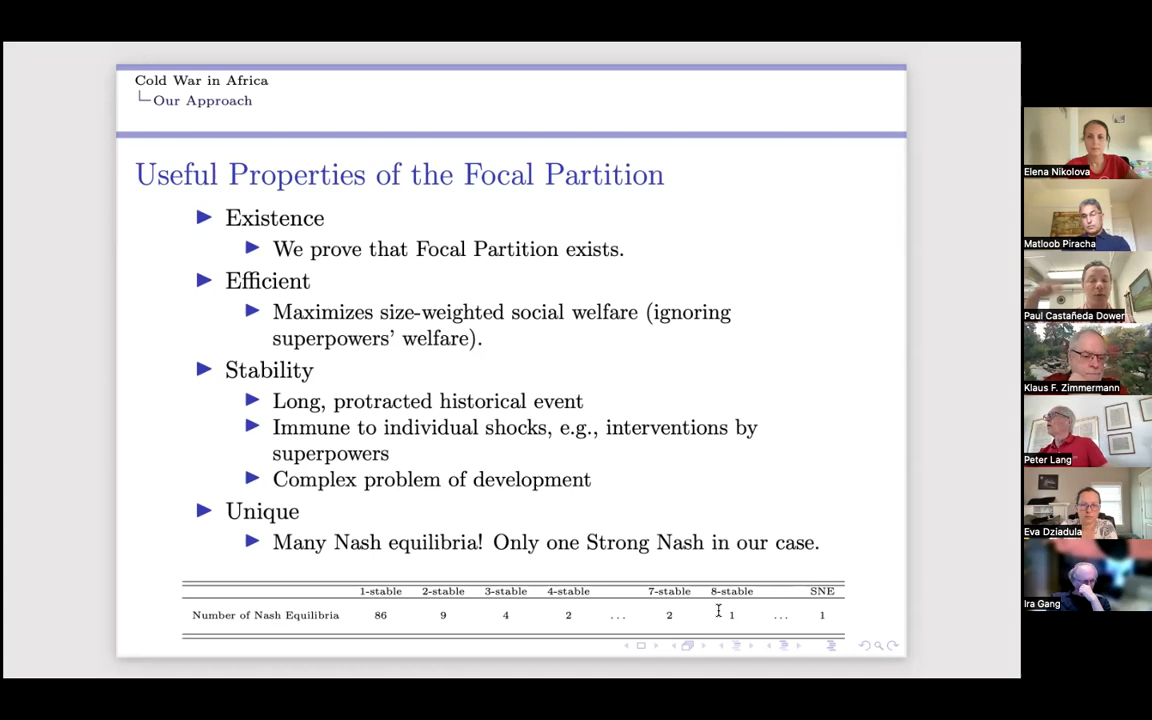 Cold War in Africa
Our Approach
Useful Properties of the Focal Partition
Existence
We prove that Focal Partition exists.
Efficient
Maximizes size-weighted social welfare (ignoring
superpowers' welfare).
Stability
Long, protracted historical event
Immune to individual shocks, e.g., interventions by
superpowers
Complex problem of development
Unique
Many Nash equilibria! Only one Strong Nash in our case.
1-stable 2-stable 3-stable 4-stable 7-stable 8-stable SNE
Number of Nash Equilibria 86 9 4 2 ... 2 1 ... 1
Elena Nikolova
Matloob Piracha
Paul Castañeda Dower
Klaus F. Zimmermann
Peter Lang
Eva Dziadula
Ira Gang